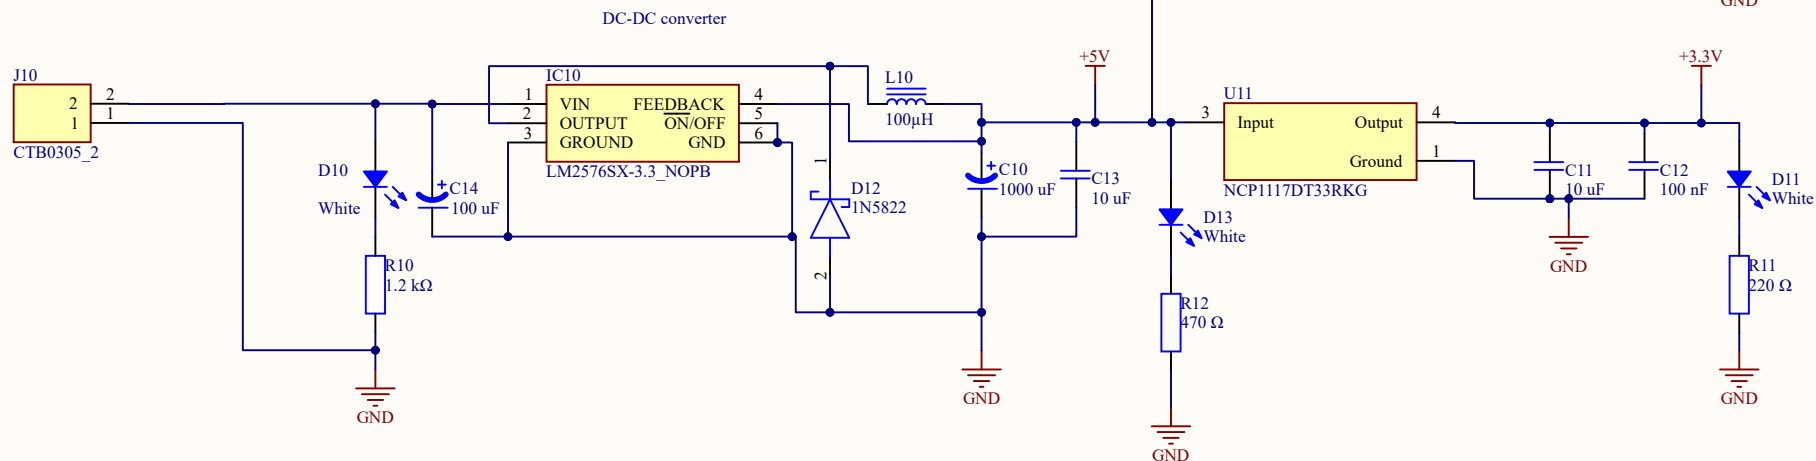 GND
DC-DC converter
J10
2
1
2
1
CTB0305_2
D10
White
C14
100 uF
R10
1.2 kΩ
GND
IC10
1
2
3
VIN
OUTPUT
GROUND
FEEDBACK
ON/OFF
GND
4
5
6
LM2576SX-3.3_NOPB
L10
100µH
1
D12
1N5822
2
C10
1000 uF
C13
10 uF
GND
+5V
D13
White
R12
470 Ω
GND
U11
3
Input
Output
Ground
4
1
NCP1117DT33RKG
C11
10 uF
C12
100 nF
GND
+3.3V
D11
White
R11
220 Ω
GND